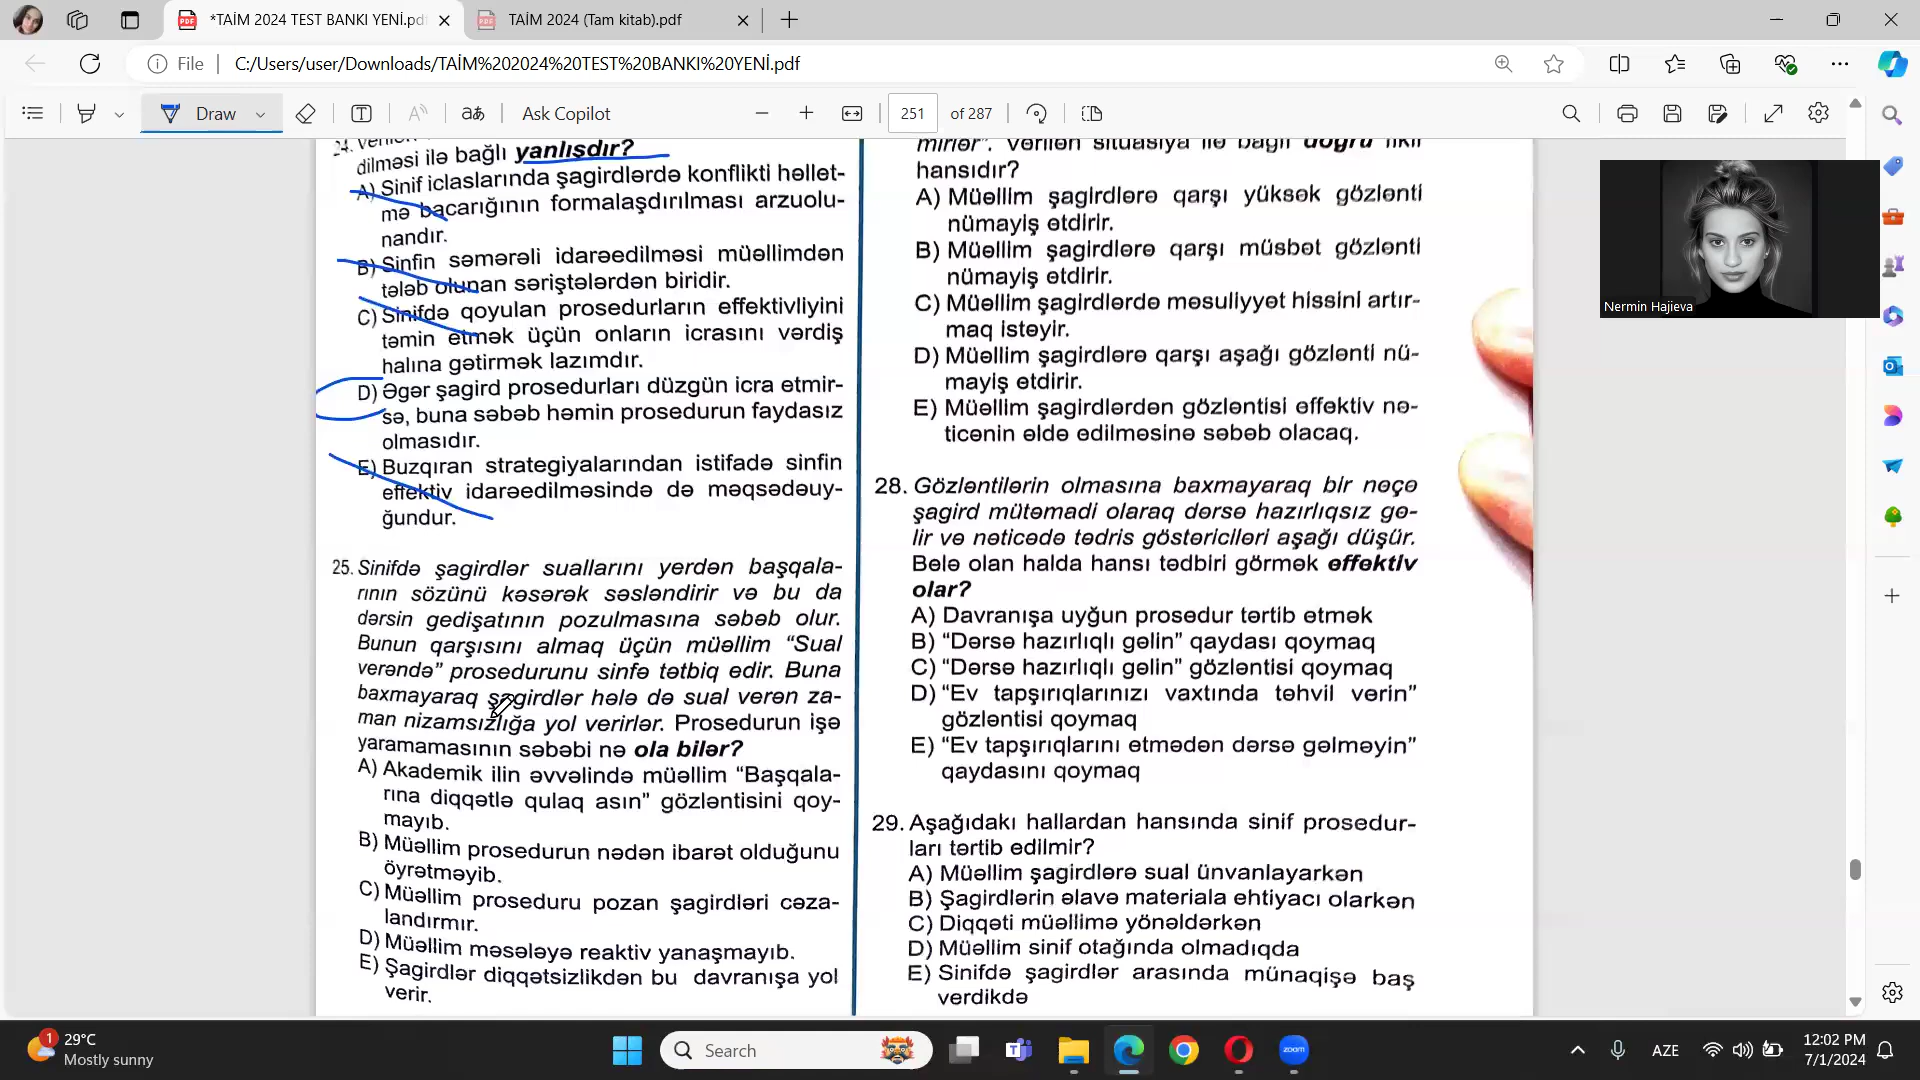 *TAİM 2024 TEST BANKI YENİ.pdf
TAİM 2024 (Tam kitab).pdf
File
C:/Users/user/Downloads/TAİM%202024%20TEST%20BANKI%20YENİ.pdf
Draw
aあ
Ask Copilot
251
of 287
24.
dilməsi ilə bağlı yanlışdır?
A) Sinif iclaslarında şagirdlərdə konflikti həllet-
mə bacarığının formalaşdırılması arzuolu-
nandır.
B) Sinfin səmərəli idarəedilməsi müəllimdən
tələb olunan səriştələrdən biridir.
C) Sinifdə qoyulan prosedurların effektivliyini
təmin etmək üçün onların icrasını vərdiş
halına gətirmək lazımdır.
D) Əgər şagird prosedurları düzgün icra etmir-
sə, buna səbəb həmin prosedurun faydasız
olmasıdır.
E) Buzqıran strategiyalarından istifadə sinfin
effektiv idarəedilməsində də məqsədəuy-
ğundur.
25. Sinifdə şagirdlər suallarını yerdən başqala-
rının sözünü kəsərək səsləndirir və bu da
dərsin gedişatının pozulmasına səbəb olur.
Bunun qarşısını almaq üçün müəllim “Sual
verəndə” prosedurunu sinfə tətbiq edir. Buna
baxmayaraq şagirdlər hələ də sual verən za-
man nizamsızlığa yol verirlər. Prosedurun işə
yaramamasının səbəbi nə ola bilər?
A) Akademik ilin əvvəlində müəllim “Başqala-
rına diqqətlə qulaq asın” gözləntisini qoy-
mayıb.
B) Müəllim prosedurun nədən ibarət olduğunu
öyrətməyib.
C) Müəllim proseduru pozan şagirdləri cəza-
landırmır.
D) Müəllim məsələyə reaktiv yanaşmayıb.
E) Şagirdlər diqqətsizlikdən bu davranışa yol
verir.
mirlər”. Verilən situasiya ilə bağlı doğru fikir
hansıdır?
A) Müəllim şagirdlərə qarşı yüksək gözlənti
nümayiş etdirir.
B) Müəllim şagirdlərə qarşı müsbət gözlənti
nümayiş etdirir.
C) Müəllim şagirdlərdə məsuliyyət hissini artır-
maq istəyir.
D) Müəllim şagirdlərə qarşı aşağı gözlənti nü-
mayiş etdirir.
E) Müəllim şagirdlərdən gözləntisi effektiv nə-
ticənin əldə edilməsinə səbəb olacaq.
28. Gözləntilərin olmasına baxmayaraq bir neçə
şagird mütəmadi olaraq dərsə hazırlıqsız gə-
lir və nəticədə tədris göstəriciləri aşağı düşür.
Belə olan halda hansı tədbiri görmək effektiv
olar?
A) Davranışa uyğun prosedur tərtib etmək
B) “Dərsə hazırlıqlı gəlin” qaydası qoymaq
C) “Dərsə hazırlıqlı gəlin” gözləntisi qoymaq
D) “Ev tapşırıqlarınızı vaxtında təhvil verin”
gözləntisi qoymaq
E) “Ev tapşırıqlarını etmədən dərsə gəlməyin”
qaydasını qoymaq
29. Aşağıdakı hallardan hansında sinif prosedur-
ları tərtib edilmir?
A) Müəllim şagirdlərə sual ünvanlayarkən
B) Şagirdlərin əlavə materiala ehtiyacı olarkən
C) Diqqəti müəllimə yönəldərkən
D) Müəllim sinif otağında olmadıqda
E) Sinifdə şagirdlər arasında münaqişə baş
verdikdə
Nermin Hajieva
1
29°C
Mostly sunny
Search
zoom
AZE
12:02 PM
7/1/2024